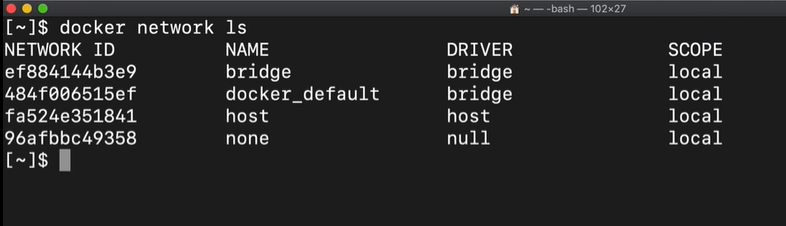 ~ — -bash — 102×27
[~]$ docker network ls
NETWORK ID NAME DRIVER SCOPE
ef884144b3e9 bridge bridge local
484f006515ef docker_default bridge local
fa524e351841 host host local
96afbbc49358 none null local
[~]$